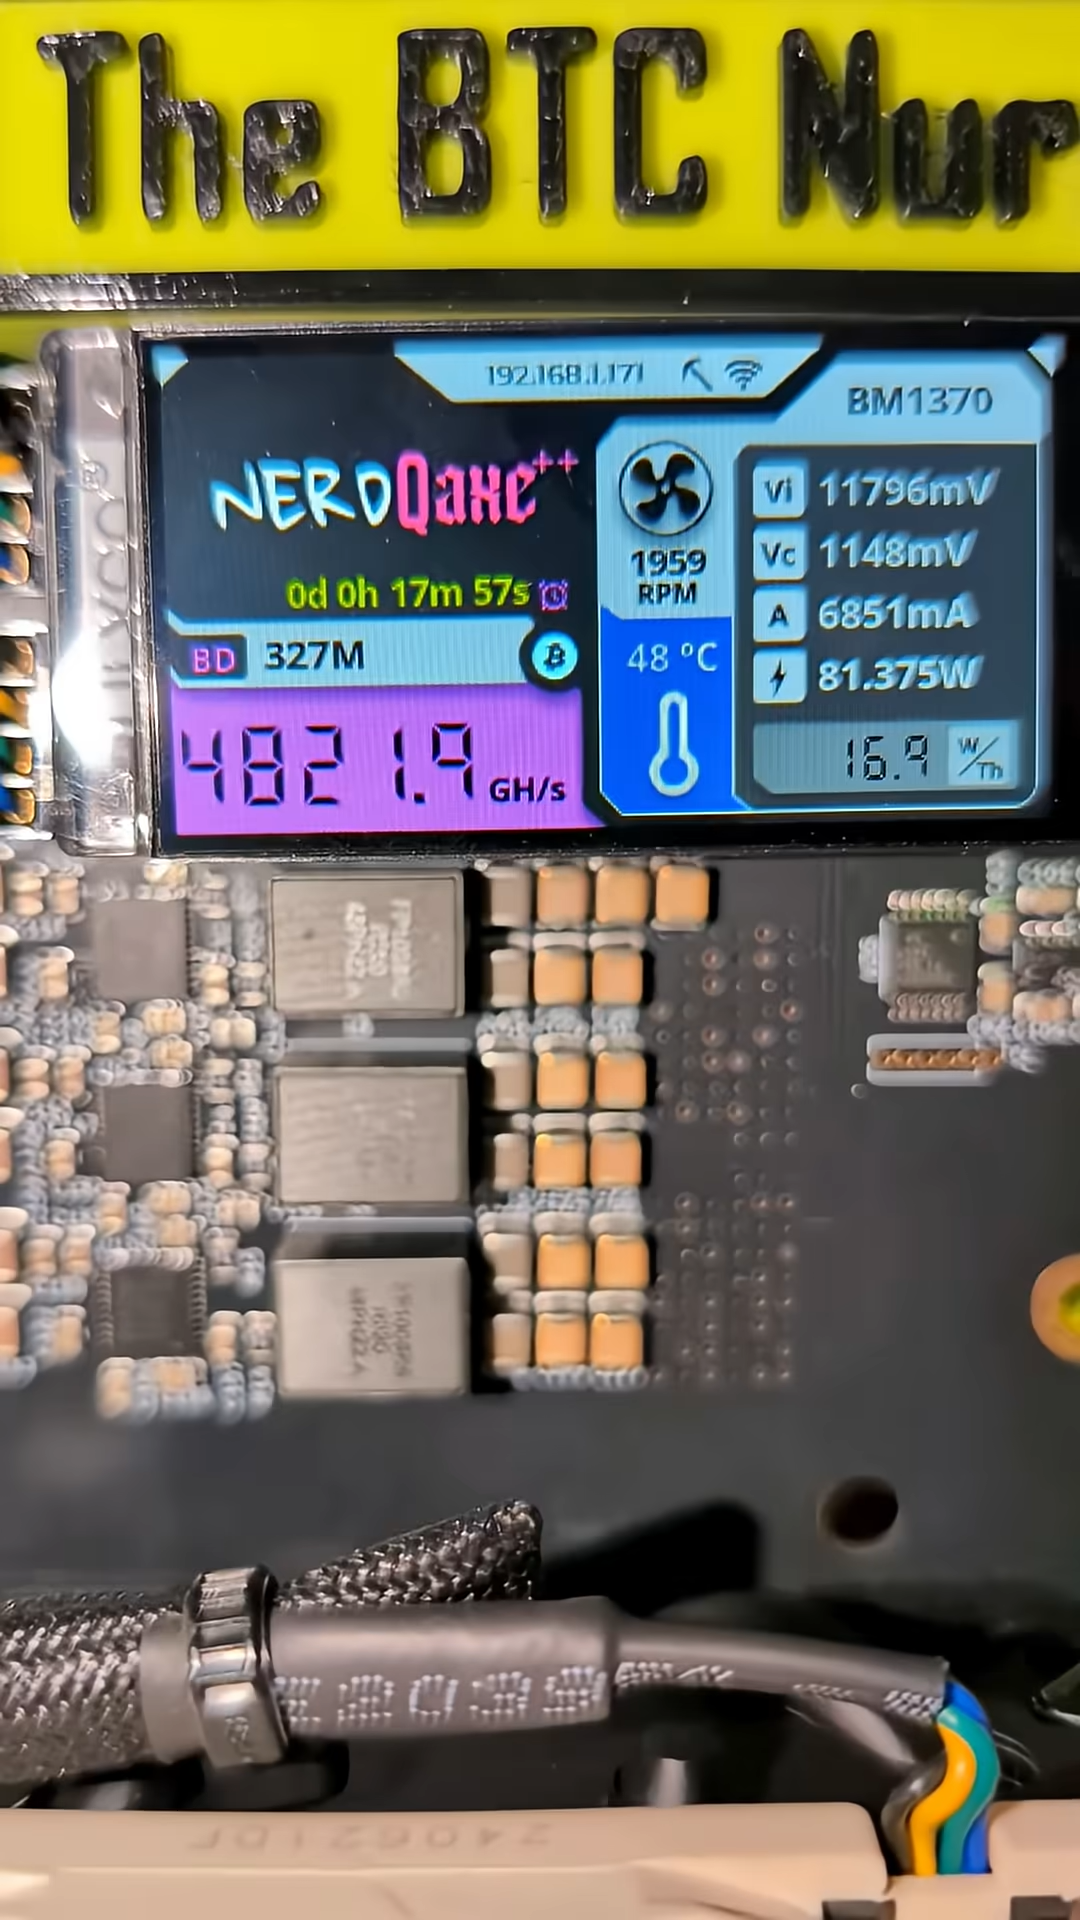 The BTC Nur
192.168.1.171
BM1370
NERDQaxe++
0d 0h 17m 57s
BD 327M
4821.9 GH/s
1959
RPM
48 °C
Vi 11796mV
Vc 1148mV
A 6851mA
81.375W
16.9 W/Th